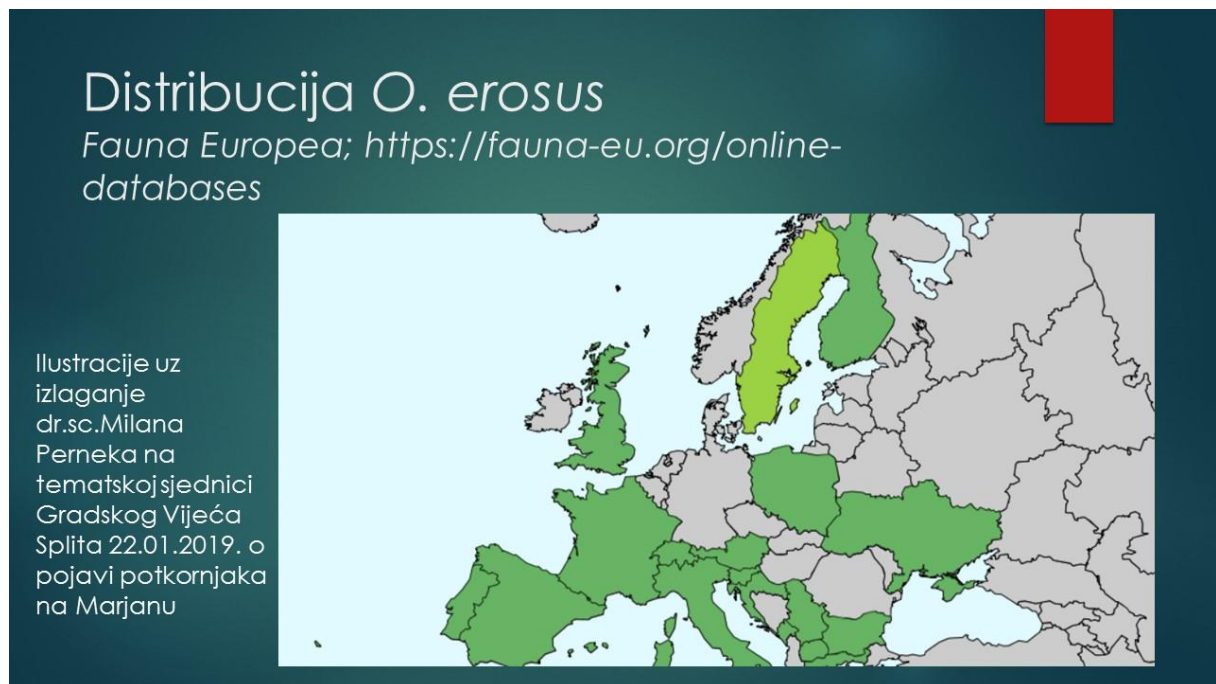 Distribucija O. erosus
Fauna Europea; https://fauna-eu.org/online-
databases
Ilustracije uz
izlaganje
dr.sc.Milana
Perneka na
tematskoj sjednici
Gradskog Vijeća
Splita 22.01.2019. o
pojavi potkornjaka
na Marjanu